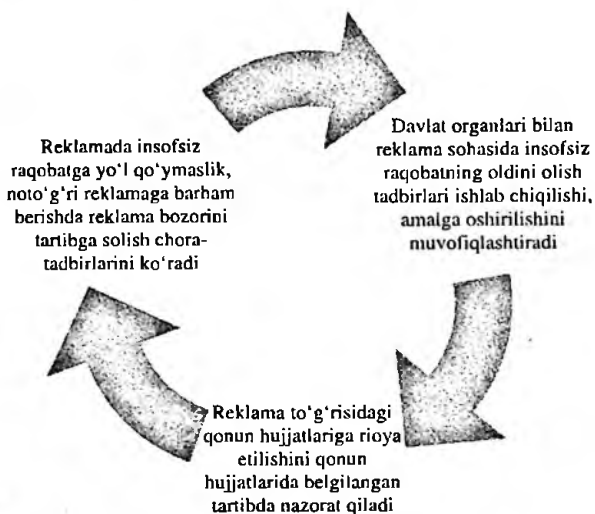 Reklamada insofsiz
raqobatga yo‘l qo‘ymaslik,
noto‘g‘ri reklamaga barham
berishda reklama bozorini
tartibga solish chora-
tadbirlarini ko‘radi
Davlat organlari bilan
reklama sohasida insofsiz
raqobatning oldini olish
tadbirlari ishlab chiqilishi,
amalga oshirilishini
muvofiqlashtiradi
Reklama to‘g‘risidagi
qonun hujjatlariga rioya
etilishini qonun
hujjatlarida belgilangan
tartibda nazorat qiladi